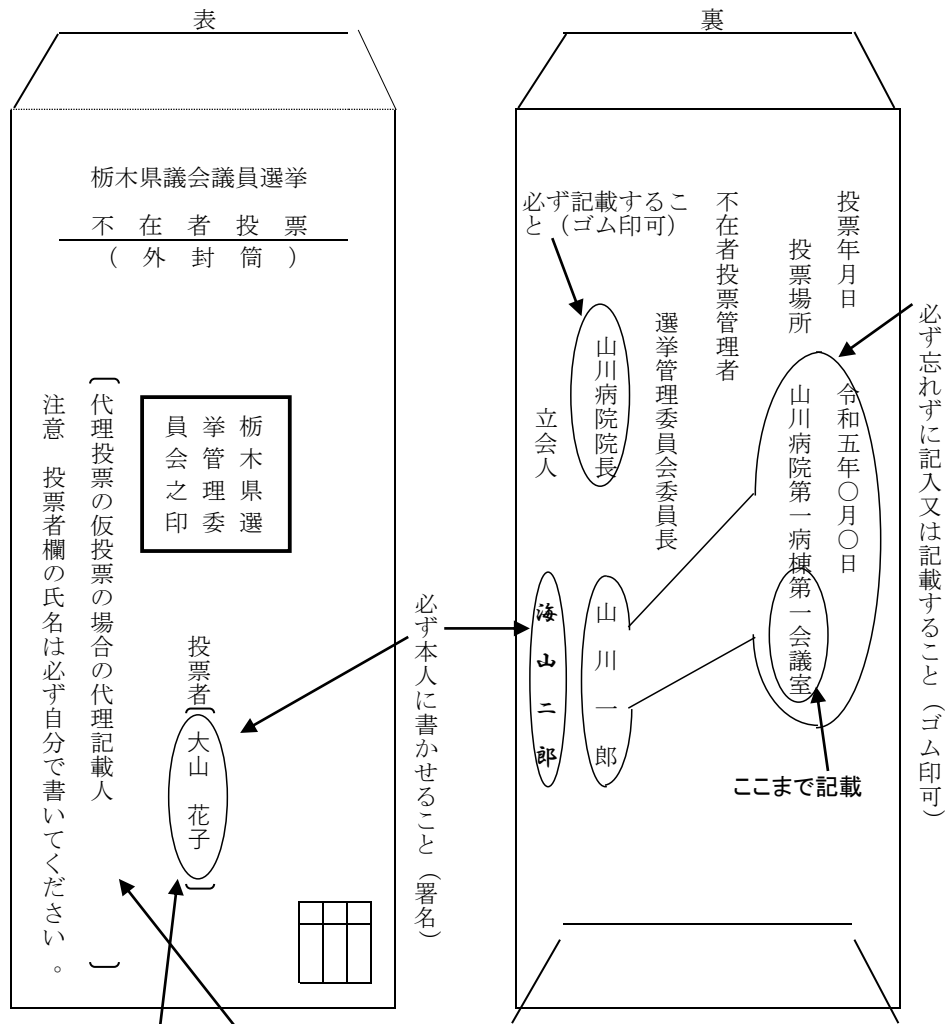 表
栃木県議会議員選挙
不在者投票
（外封筒）
栃木県選
挙管理委
員会之印
投票者
大山 花子
代理投票の仮投票の場合の代理記載人
注意 投票者欄の氏名は必ず自分で書いてください。
必ず本人に書かせること（署名）
裏
投票年月日
令和五年〇月〇日
投票場所
山川病院第一病棟第一会議室
不在者投票管理者
選挙管理委員会委員長
山川病院院長
山川一郎
立会人
海山二郎
必ず記載するこ
と（ゴム印可）
必ず忘れずに記入又は記載すること（ゴム印可）
ここまで記載